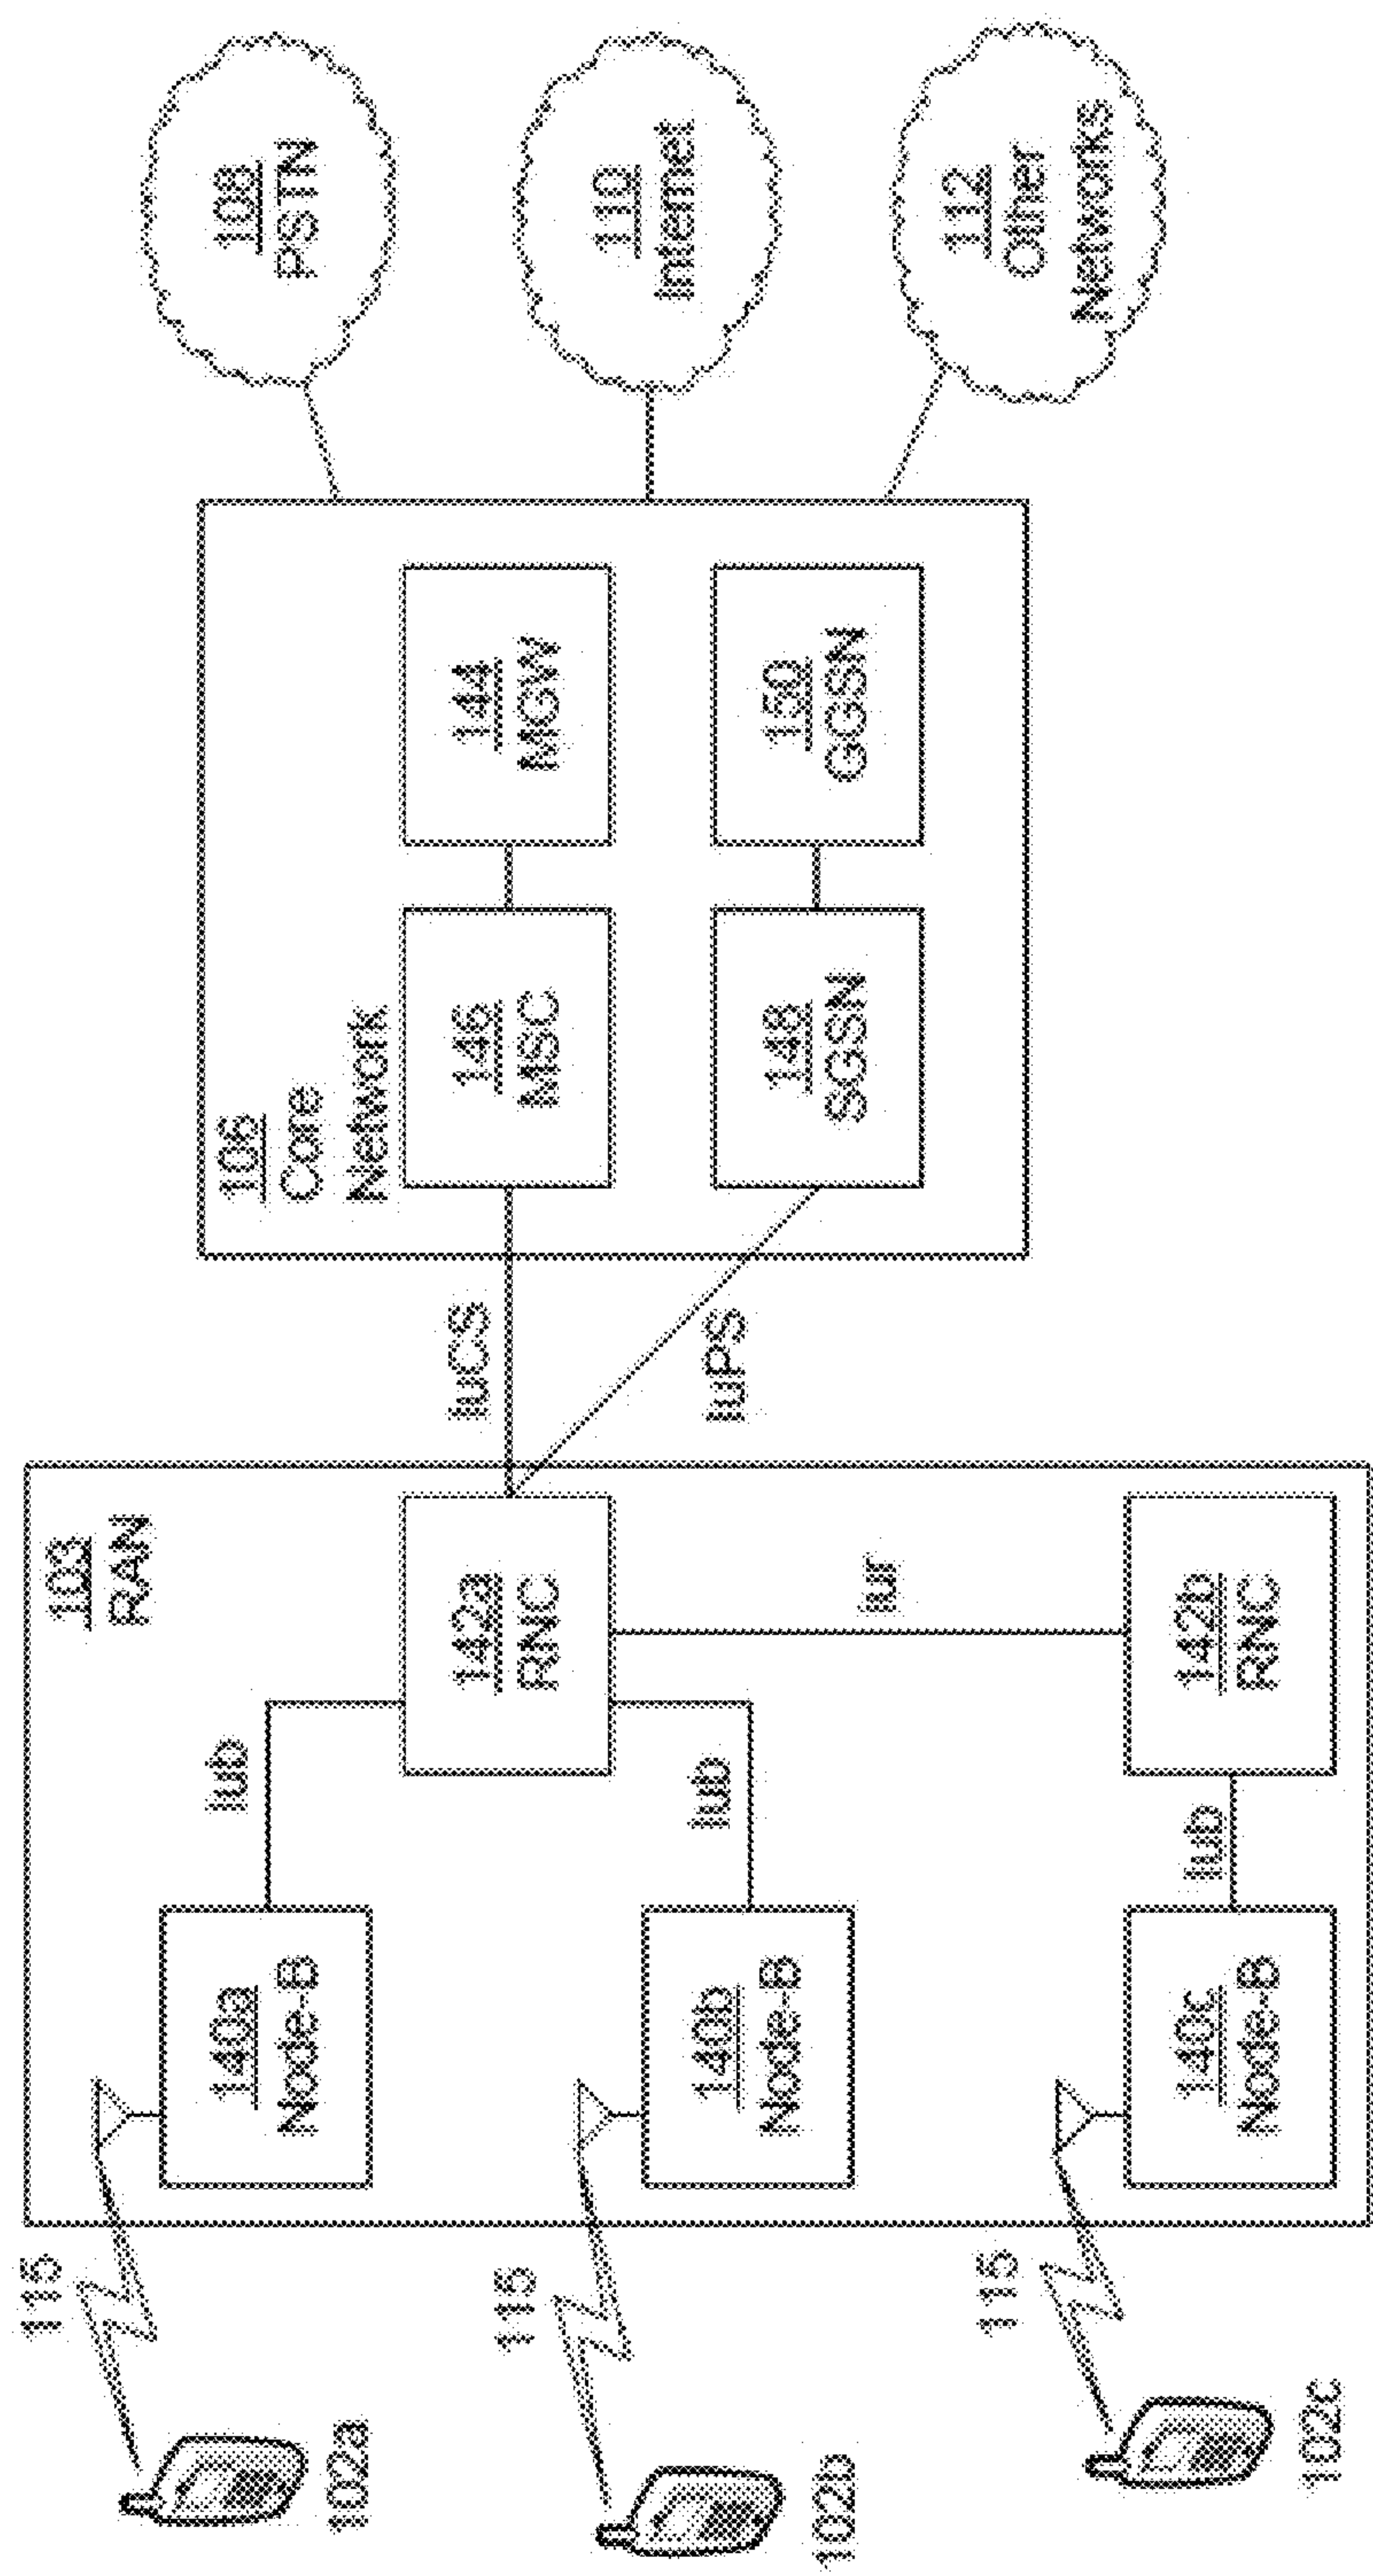 102a
115
140a
Node-B
Iub
103
RAN
102b
115
140b
Node-B
Iub
142a
RNC
Iur
102c
115
140c
Node-B
Iub
142b
RNC
IuCS
IuPS
106
Core
Network
146
MSC
144
MGW
148
SGSN
150
GGSN
108
PSTN
110
Internet
112
Other
Networks